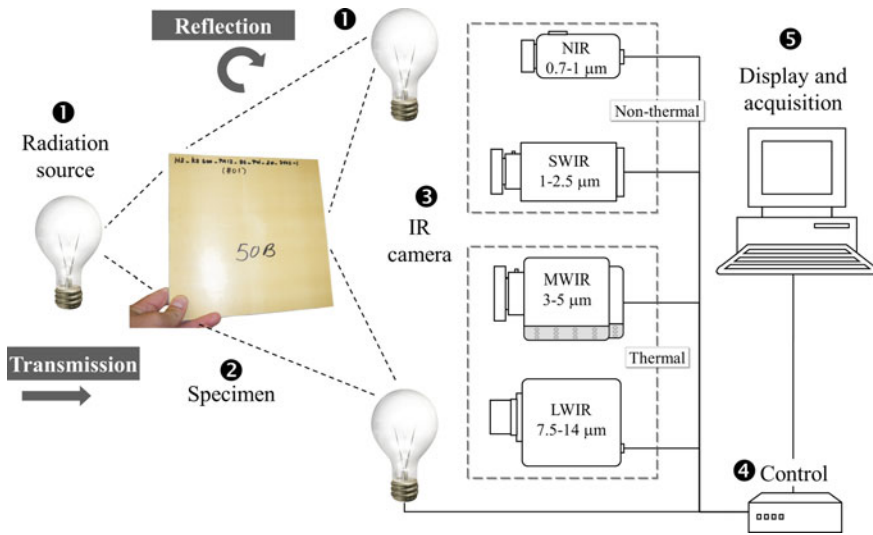 Reflection
❶
❶
Radiation
source
(801)
50B
Transmission
❷
Specimen
❸
IR
camera
NIR
0.7-1 μm
Non-thermal
SWIR
1-2.5 μm
MWIR
3-5 μm
Thermal
LWIR
7.5-14 μm
❺
Display and
acquisition
❹ Control